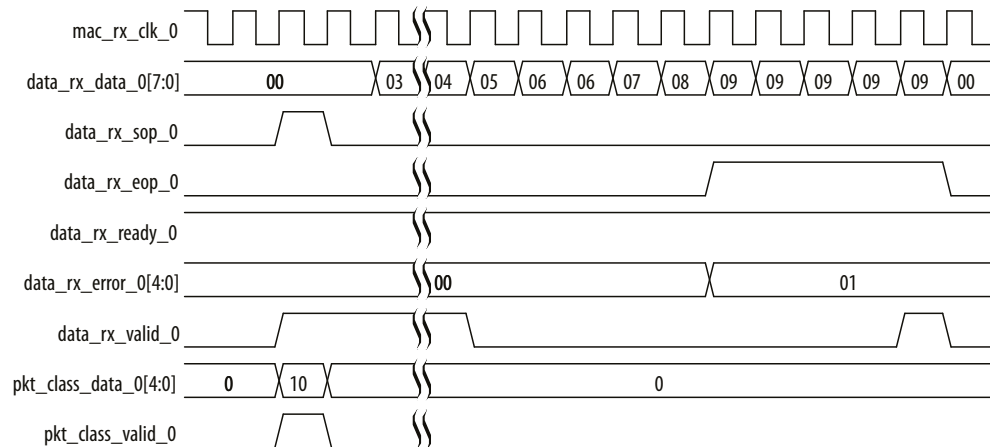 mac_rx_clk_0
data_rx_data_0[7:0] 00 03 04 05 06 06 07 08 09 09 09 09 09 00
data_rx_sop_0
data_rx_eop_0
data_rx_ready_0
data_rx_error_0[4:0] 00 01
data_rx_valid_0
pkt_class_data_0[4:0] 0 10 0
pkt_class_valid_0